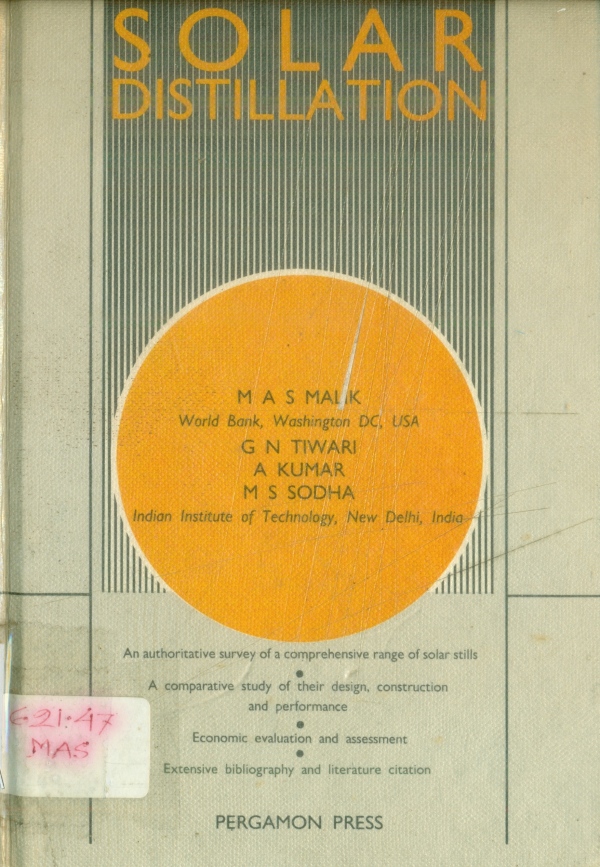 SOLAR
DISTILLATION
M A S MALIK
World Bank, Washington DC, USA
G N TIWARI
A KUMAR
M S SODHA
Indian Institute of Technology, New Delhi, India
An authoritative survey of a comprehensive range of solar stills
•
A comparative study of their design, construction
and performance
•
Economic evaluation and assessment
•
Extensive bibliography and literature citation
621:47
MAS
PERGAMON PRESS